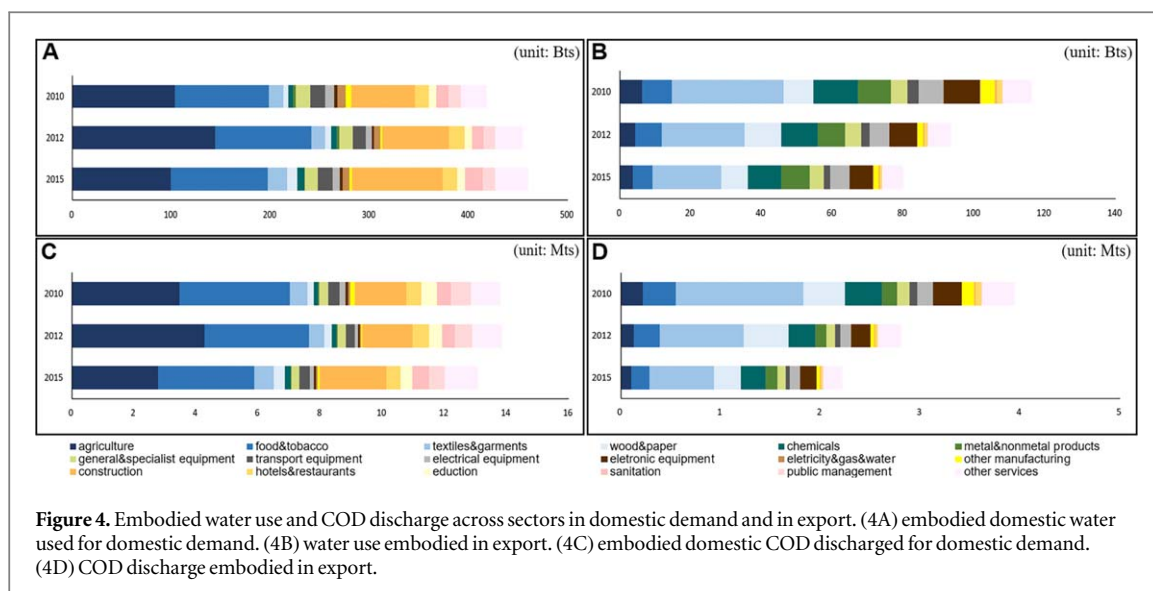 A (unit: Bts)
2010
2012
2015
0 100 200 300 400 500
B (unit: Bts)
2010
2012
2015
0 20 40 60 80 100 120 140
C (unit: Mts)
2010
2012
2015
0 2 4 6 8 10 12 14 16
D (unit: Mts)
2010
2012
2015
0 1 2 3 4 5
agriculture food&tobacco textiles&garments wood&paper chemicals metal&nonmetal products
general&specialist equipment transport equipment electrical equipment eletronic equipment eletricity&gas&water other manufacturing
construction hotels&restaurants eduction sanitation public management other services
Figure 4. Embodied water use and COD discharge across sectors in domestic demand and in export. (4A) embodied domestic water
used for domestic demand. (4B) water use embodied in export. (4C) embodied domestic COD discharged for domestic demand.
(4D) COD discharge embodied in export.